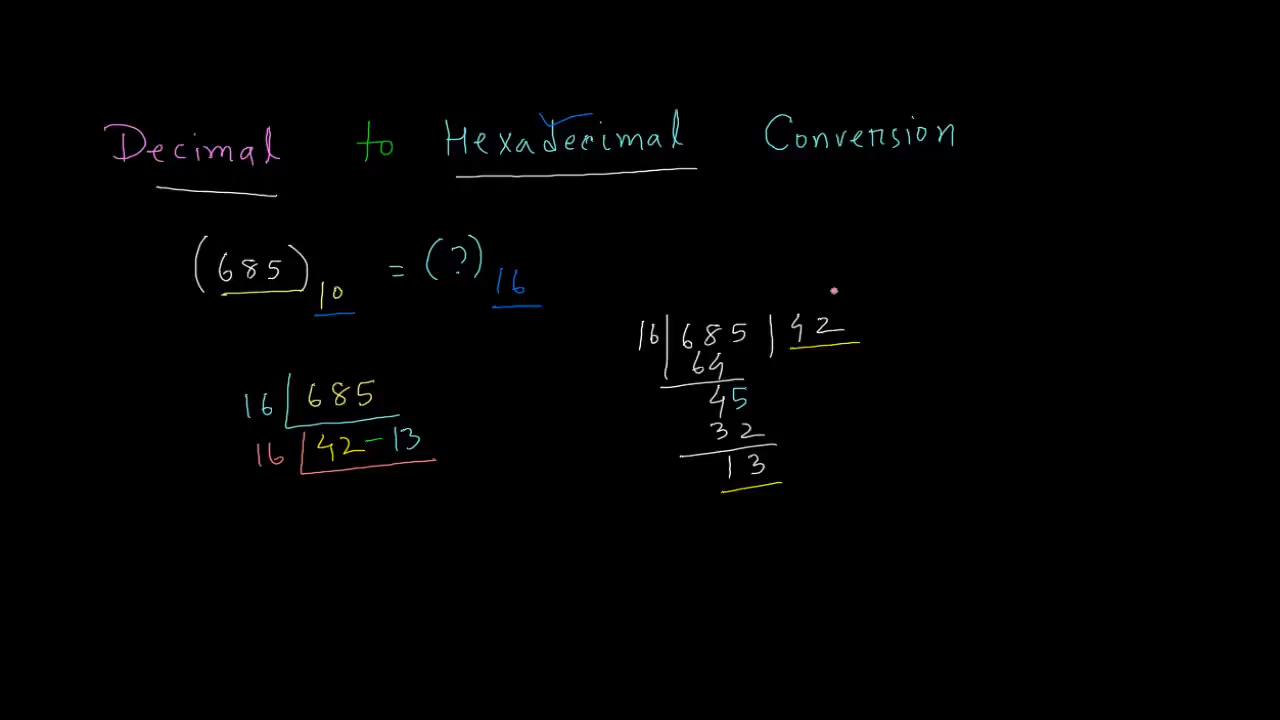 Decimal to Hexadecimal Conversion
(685)10 = (?)16
16 | 685
16 | 42 - 13
16 | 685 | 42
64
45
32
13